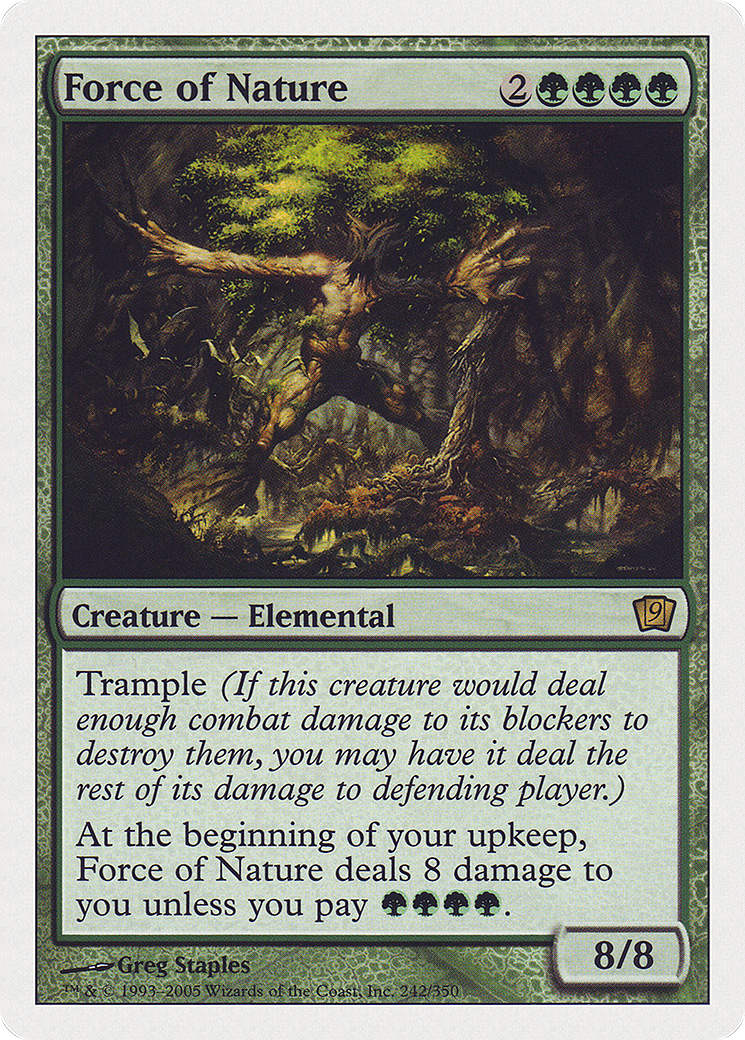 Force of Nature 2
Creature — Elemental 9
Trample (If this creature would deal
enough combat damage to its blockers to
destroy them, you may have it deal the
rest of its damage to defending player.)
At the beginning of your upkeep,
Force of Nature deals 8 damage to
you unless you pay .
8/8
Greg Staples
™ & © 1993–2005 Wizards of the Coast, Inc. 242/350